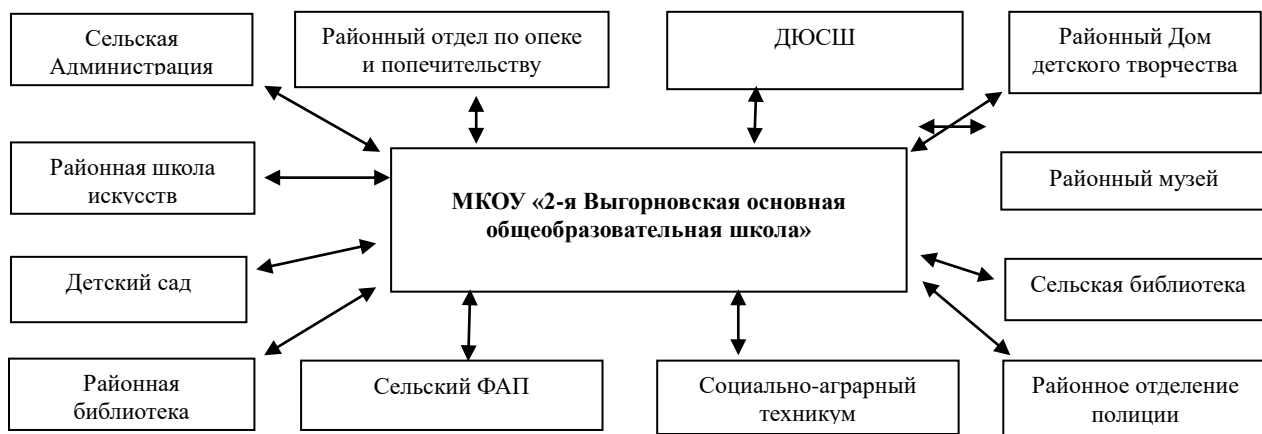 Сельская
Администрация
Районный отдел по опеке
и попечительству
ДЮСШ
Районный Дом
детского творчества
Районная школа
искусств
МКОУ «2-я Выгорновская основная
общеобразовательная школа»
Районный музей
Детский сад
Сельская библиотека
Районная
библиотека
Сельский ФАП
Социально-аграрный
техникум
Районное отделение
полиции